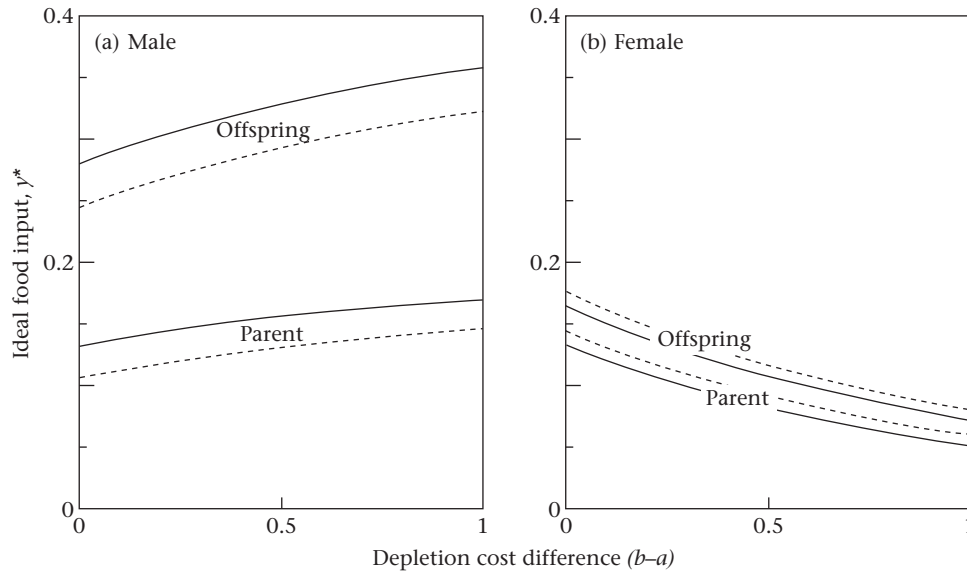 0.4
(a) Male
(b) Female
Offspring
Parent
0.2
0
0
0.5
1
0.4
0.2
0
Offspring
Parent
0
0.5
1
Ideal food input, y*
Depletion cost difference (b–a)